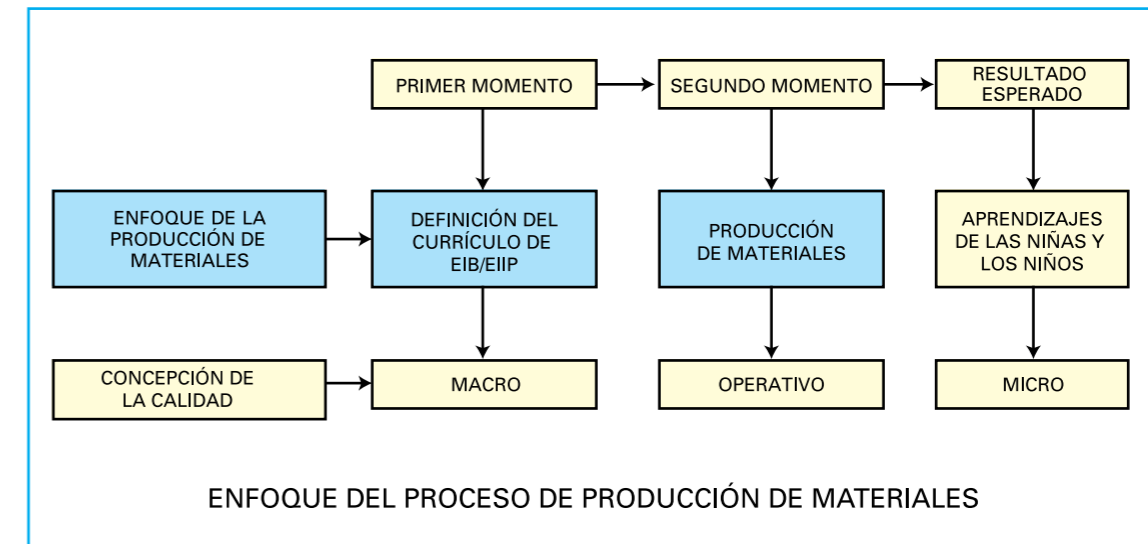 PRIMER MOMENTO
SEGUNDO MOMENTO
RESULTADO
ESPERADO
ENFOQUE DE LA
PRODUCCIÓN DE
MATERIALES
DEFINICIÓN DEL
CURRÍCULO DE
EIB/EIIP
PRODUCCIÓN
DE MATERIALES
APRENDIZAJES
DE LAS NIÑAS Y
LOS NIÑOS
CONCEPCIÓN DE
LA CALIDAD
MACRO
OPERATIVO
MICRO
ENFOQUE DEL PROCESO DE PRODUCCIÓN DE MATERIALES